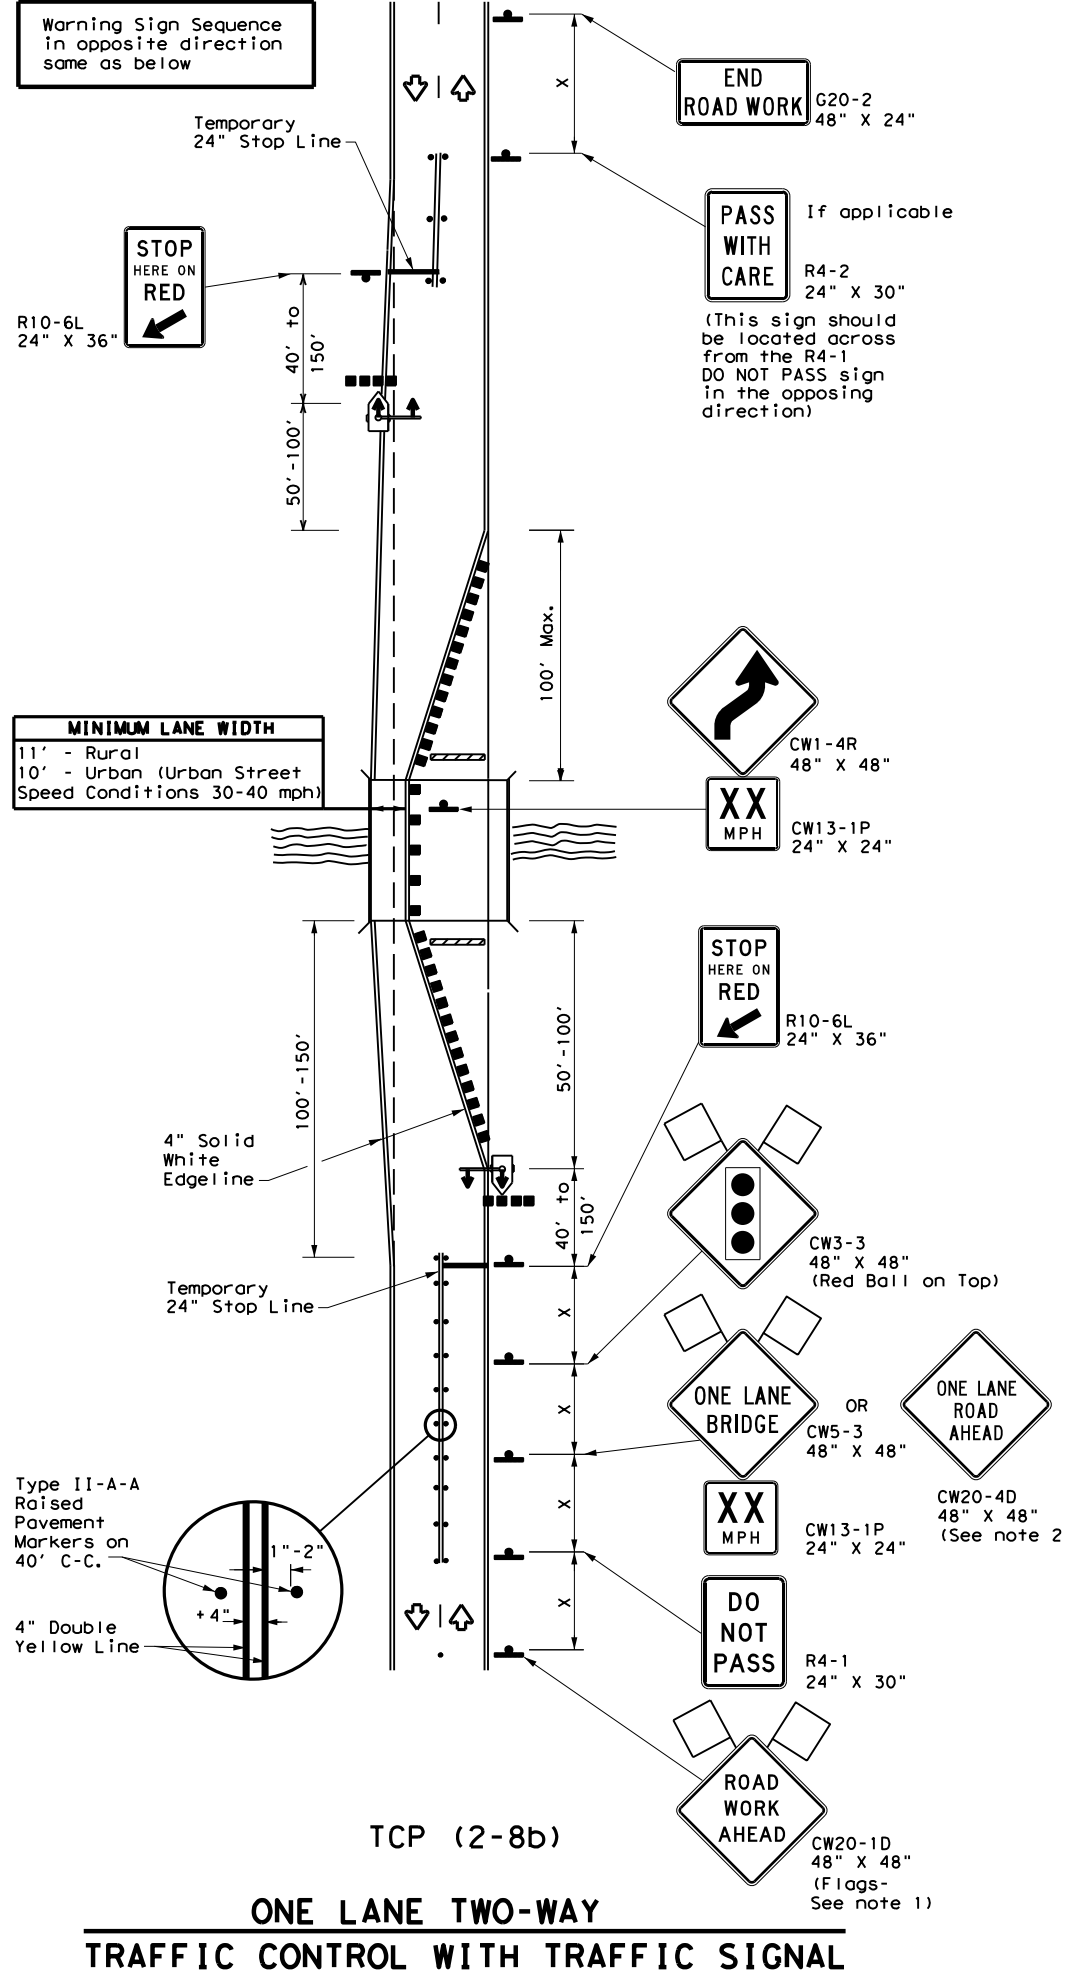 Warning Sign Sequence
in opposite direction
same as below
END
ROAD WORK
G20-2
48" X 24"
X
Temporary
24" Stop Line
PASS
WITH
CARE
If applicable
R4-2
24" X 30"
(This sign should
be located across
from the R4-1
DO NOT PASS sign
in the opposing
direction)
STOP
HERE ON
RED
R10-6L
24" X 36"
40' to
150'
50'-100'
100' Max.
MINIMUM LANE WIDTH
11' - Rural
10' - Urban (Urban Street
Speed Conditions 30-40 mph)
CW1-4R
48" X 48"
XX
MPH
CW13-1P
24" X 24"
STOP
HERE ON
RED
R10-6L
24" X 36"
100'-150'
50'-100'
4" Solid
White
Edgeline
40' to
150'
CW3-3
48" X 48"
(Red Ball on Top)
Temporary
24" Stop Line
X
X
X
X
ONE LANE
BRIDGE
OR
CW5-3
48" X 48"
ONE LANE
ROAD
AHEAD
CW20-4D
48" X 48"
(See note 2
XX
MPH
CW13-1P
24" X 24"
Type II-A-A
Raised
Pavement
Markers on
40' C-C.
1"-2"
+4"
4" Double
Yellow Line
DO
NOT
PASS
R4-1
24" X 30"
ROAD
WORK
AHEAD
CW20-1D
48" X 48"
(Flags-
See note 1)
TCP (2-8b)
ONE LANE TWO-WAY
TRAFFIC CONTROL WITH TRAFFIC SIGNAL